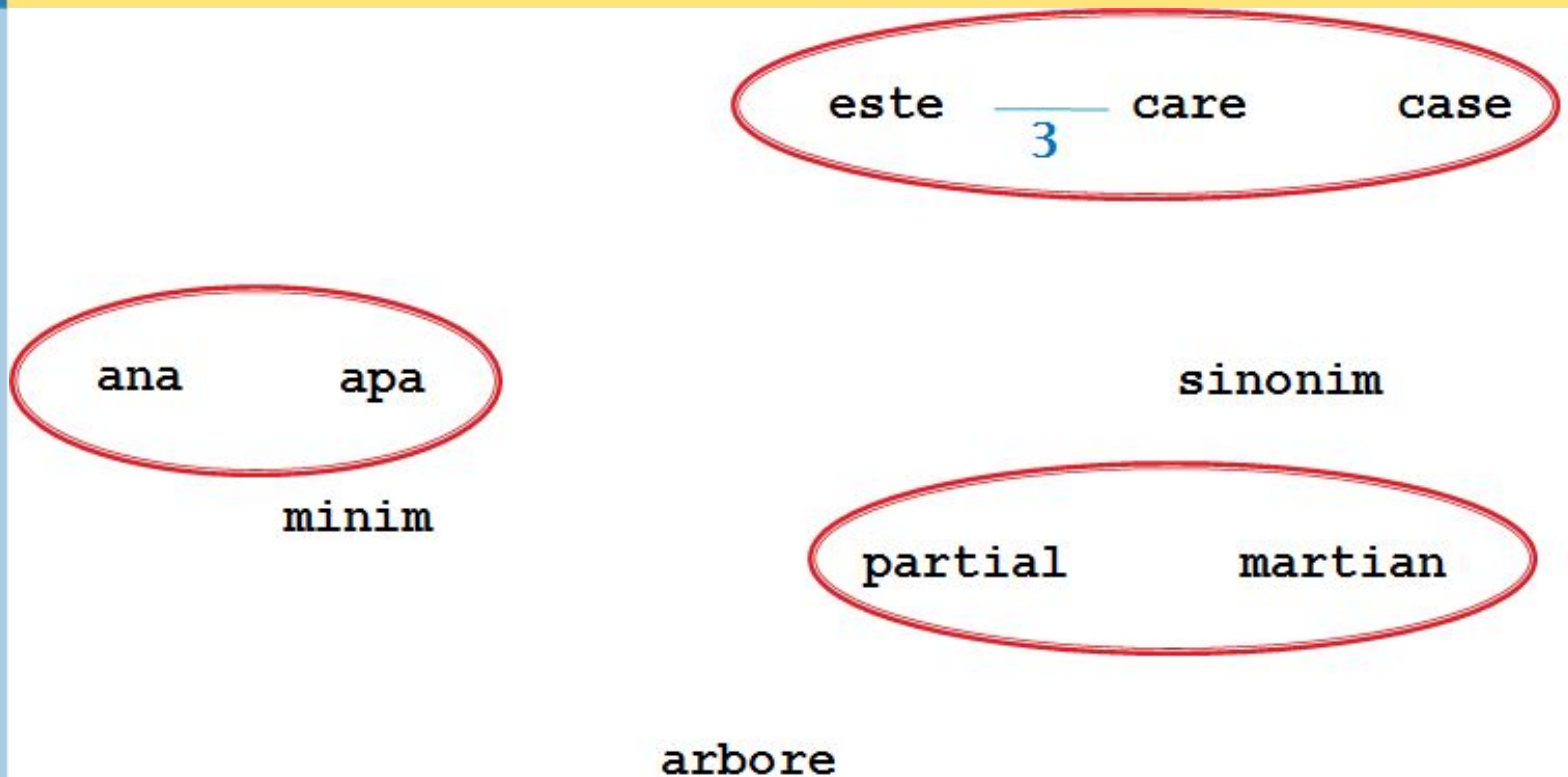 este care case
3
ana apa sinonim
minim
partial martian
arbore